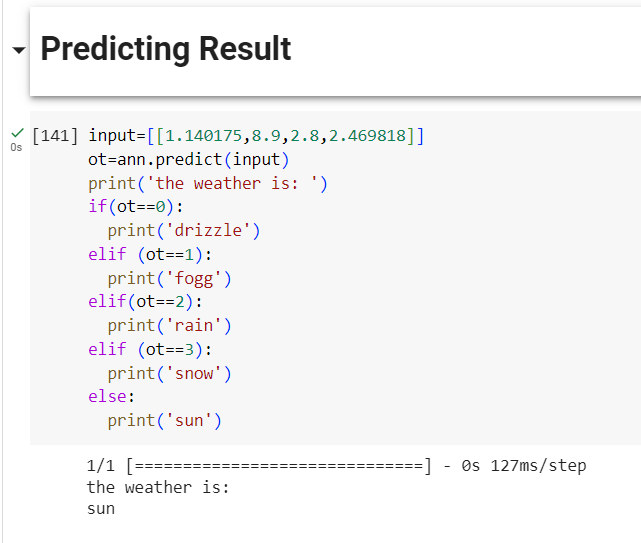 Predicting Result
[141] input=[[1.140175,8.9,2.8,2.469818]]
0s
ot=ann.predict(input)
print('the weather is: ')
if(ot==0):
  print('drizzle')
elif (ot==1):
  print('fogg')
elif(ot==2):
  print('rain')
elif (ot==3):
  print('snow')
else:
  print('sun')
1/1 [==============================] - 0s 127ms/step
the weather is:
sun